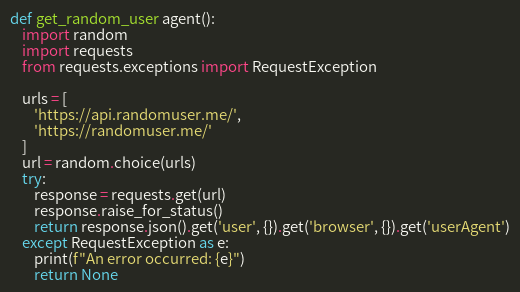 def get_random_user agent():
    import random
    import requests
    from requests.exceptions import RequestException

    urls = [
        'https://api.randomuser.me/',
        'https://randomuser.me/'
    ]
    url = random.choice(urls)
    try:
        response = requests.get(url)
        response.raise_for_status()
        return response.json().get('user', {}).get('browser', {}).get('userAgent')
    except RequestException as e:
        print(f"An error occurred: {e}")
        return None